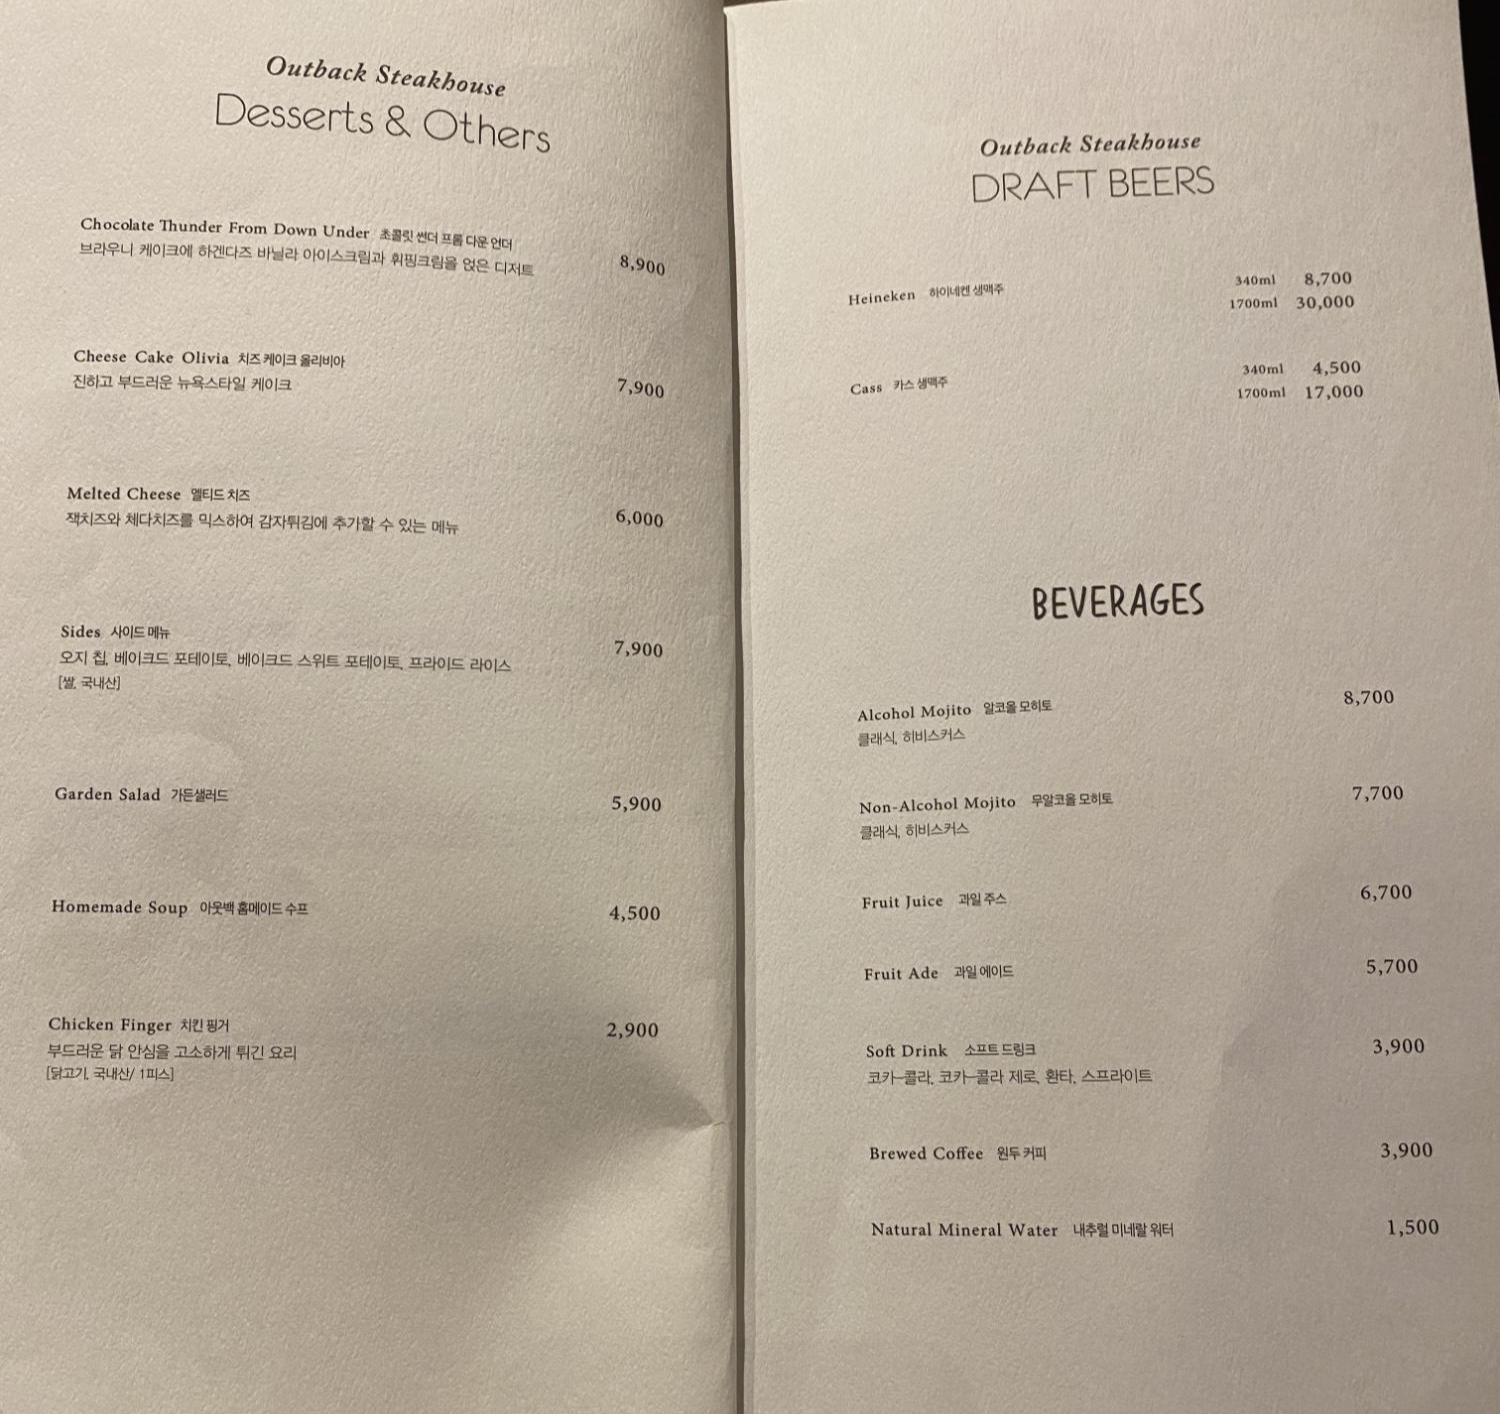 Outback Steakhouse
Desserts & Others
Chocolate Thunder From Down Under 초콜릿 썬더 프롬 다운 언더
브라우니 케이크에 하겐다즈 바닐라 아이스크림과 휘핑크림을 얹은 디저트
8,900
Cheese Cake Olivia 치즈 케이크 올리비아
진하고 부드러운 뉴욕스타일 케이크
7,900
Melted Cheese 멜티드 치즈
잭치즈와 체다치즈를 믹스하여 감자튀김에 추가할 수 있는 메뉴
6,000
Sides 사이드 메뉴
오지 칩, 베이크드 포테이토, 베이크드 스위트 포테이토, 프라이드 라이스
[쌀, 국내산]
7,900
Garden Salad 가든샐러드
5,900
Homemade Soup 아웃백 홈메이드 수프
4,500
Chicken Finger 치킨 핑거
부드러운 닭 안심을 고소하게 튀긴 요리
[닭고기, 국내산/ 1피스]
2,900
Outback Steakhouse
DRAFT BEERS
Heineken 하이네켄 생맥주
340ml 8,700
1700ml 30,000
Cass 카스 생맥주
340ml 4,500
1700ml 17,000
BEVERAGES
Alcohol Mojito 알코올 모히토
클래식, 히비스커스
8,700
Non-Alcohol Mojito 무알코올 모히토
클래식, 히비스커스
7,700
Fruit Juice 과일 주스
6,700
Fruit Ade 과일 에이드
5,700
Soft Drink 소프트 드링크
코카-콜라, 코카-콜라 제로, 환타, 스프라이트
3,900
Brewed Coffee 원두 커피
3,900
Natural Mineral Water 내추럴 미네랄 워터
1,500